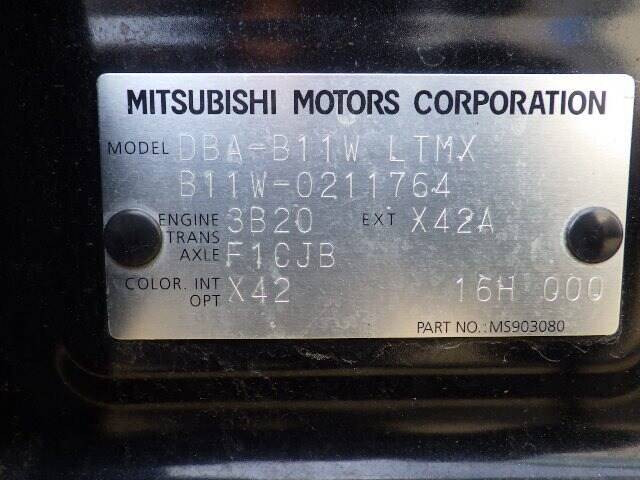 MITSUBISHI MOTORS CORPORATION
MODEL DBA-B11W LTMX
B11W-0211764
ENGINE 3B20 EXT X42A
TRANS
AXLE F1CJB
COLOR. INT X42 16H 000
OPT
PART NO.: MS903080